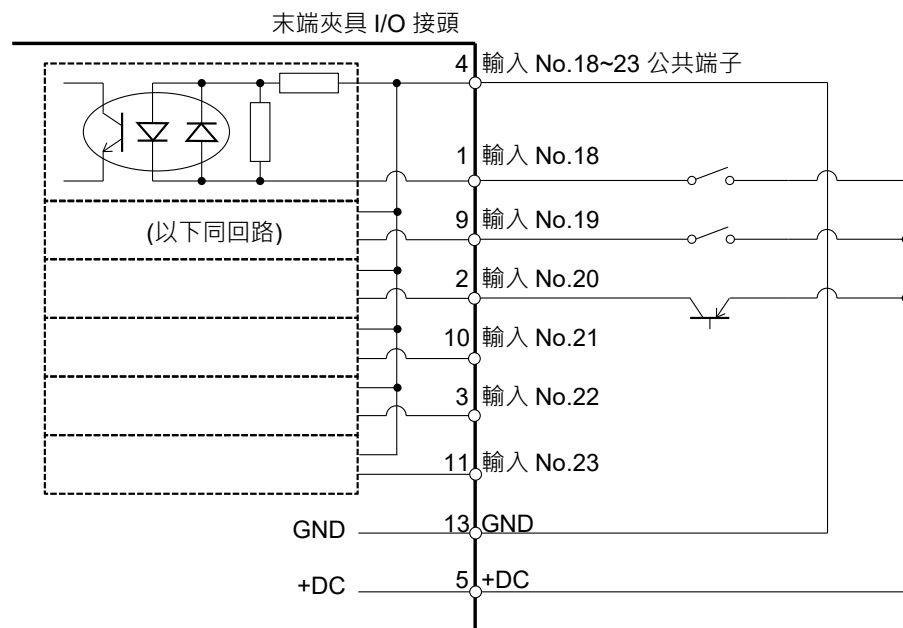 末端夾具 I/O 接頭
4 輸入 No.18~23 公共端子
1 輸入 No.18
(以下同回路)
9 輸入 No.19
2 輸入 No.20
10 輸入 No.21
3 輸入 No.22
11 輸入 No.23
GND 13 GND
+DC 5 +DC